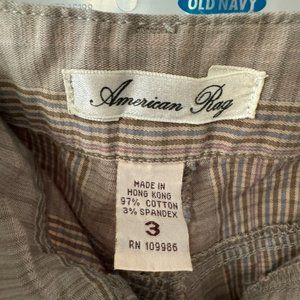 OLD NAVY
American Rag
MADE IN
HONG KONG
97% COTTON
3% SPANDEX
3
RN 109986